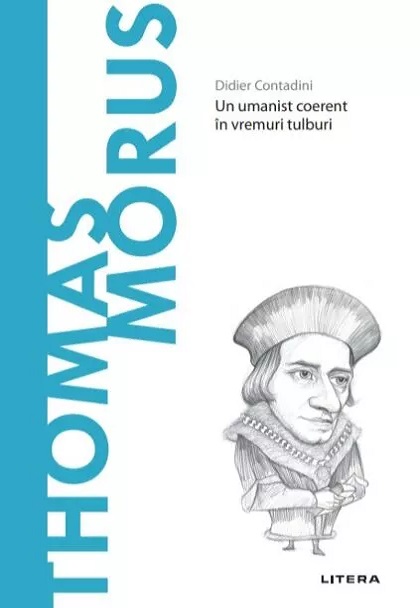 THOMAS
MORUS
Didier Contadini
Un umanist coerent
în vremuri tulburi
LITERA